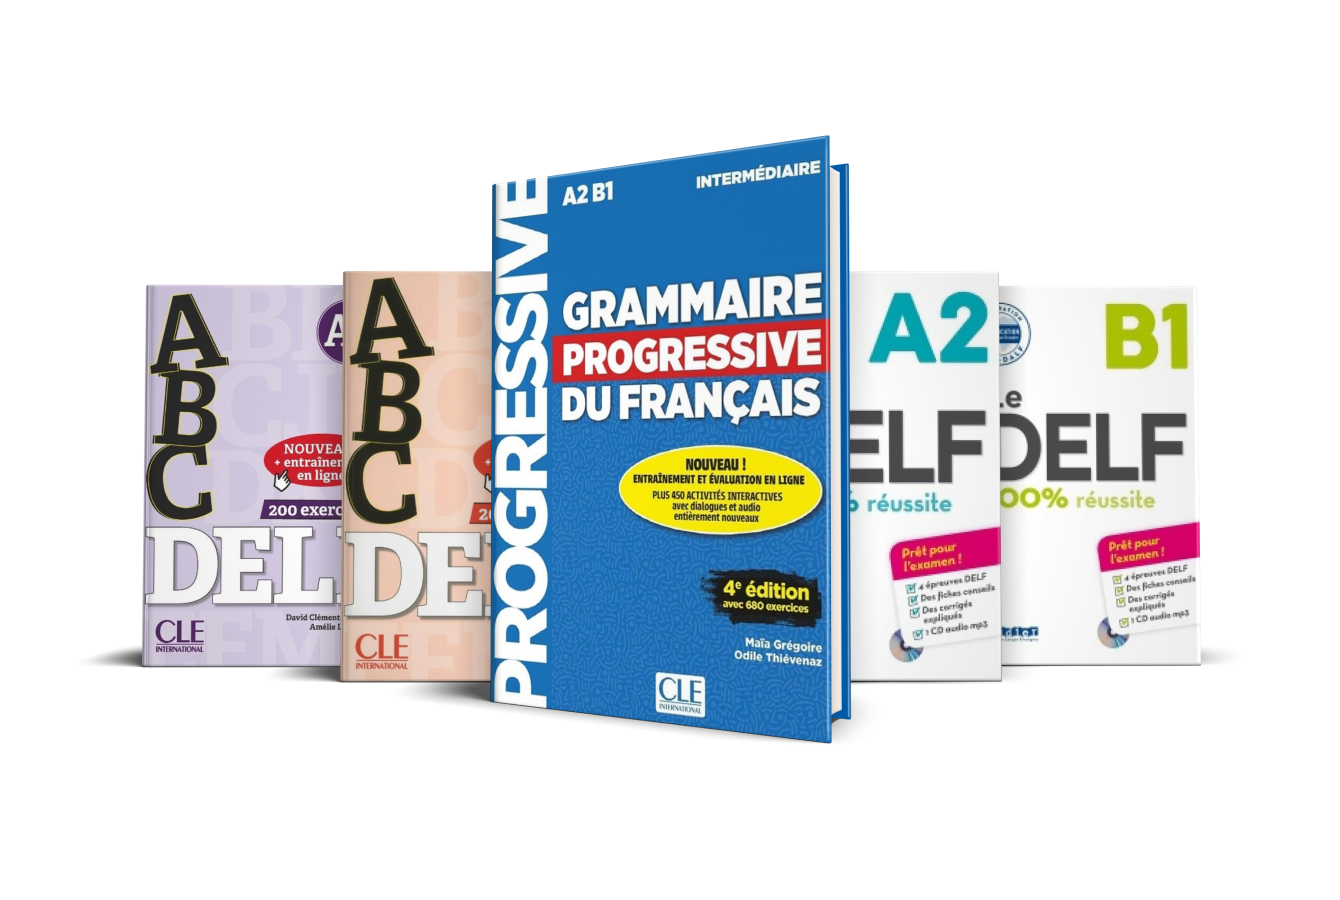 A
B
C
DEL
NOUVEA
+ entraînem
en ligne
200 exerc
David Clément
Amélie
CLE
INTERNATIONAL
A
B
C
DE
CLE
INTERNATIONAL
PROGRESSIVE
A2 B1
INTERMÉDIAIRE
GRAMMAIRE
PROGRESSIVE
DU FRANÇAIS
NOUVEAU !
ENTRAÎNEMENT ET ÉVALUATION EN LIGNE
PLUS 450 ACTIVITÉS INTERACTIVES
avec dialogues et audio
entièrement nouveaux
4e édition
avec 680 exercices
Maïa Grégoire
Odile Thiévenaz
CLE
INTERNATIONAL
A2
ELF
% réussite
Prêt pour
l'examen !
4 épreuves DELF
Des fiches conseils
Des corrigés
expliqués
1 CD audio mp3
B1
Le
DELF
00% réussite
Prêt pour
l'examen !
4 épreuves DELF
Des fiches conseils
Des corrigés
expliqués
1 CD audio mp3
didier